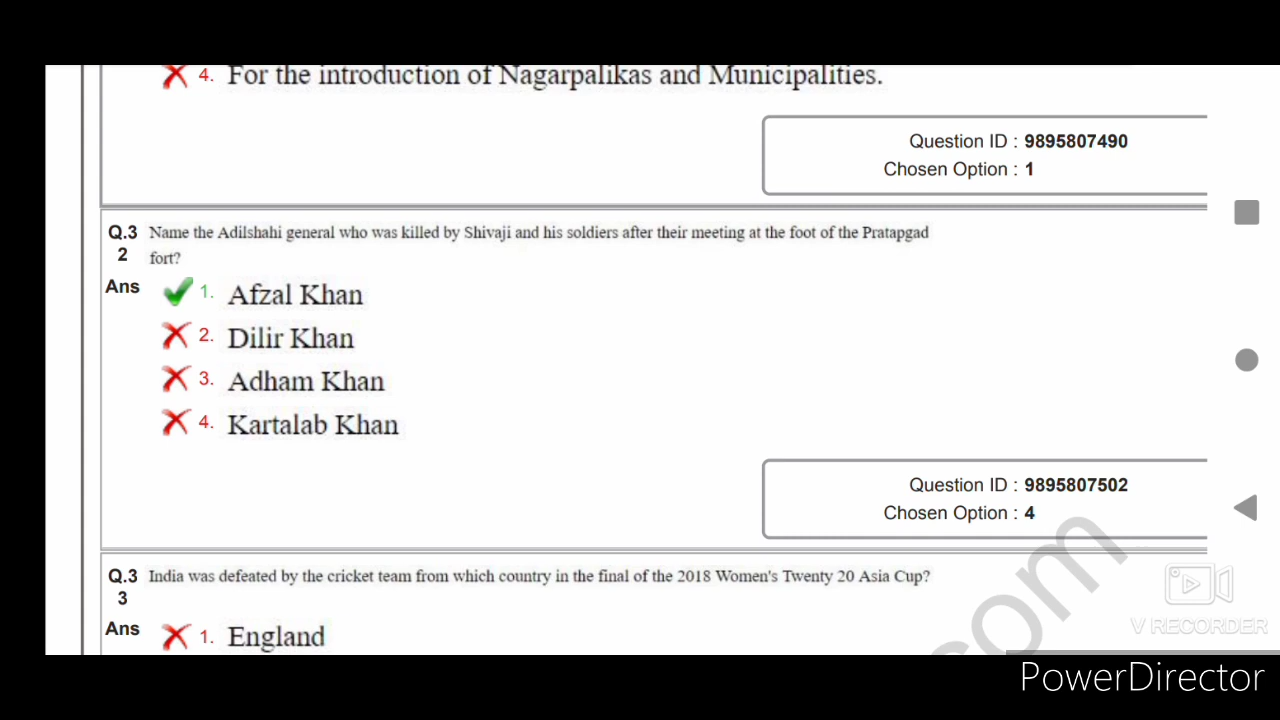 4. For the introduction of Nagarpalikas and Municipalities.
Question ID : 9895807490
Chosen Option : 1
Q.3 Name the Adilshahi general who was killed by Shivaji and his soldiers after their meeting at the foot of the Pratapgad
2 fort?
Ans 1. Afzal Khan
2. Dilir Khan
3. Adham Khan
4. Kartalab Khan
Question ID : 9895807502
Chosen Option : 4
Q.3 India was defeated by the cricket team from which country in the final of the 2018 Women's Twenty 20 Asia Cup?
3
Ans 1. England
com
V RECORDER
PowerDirector